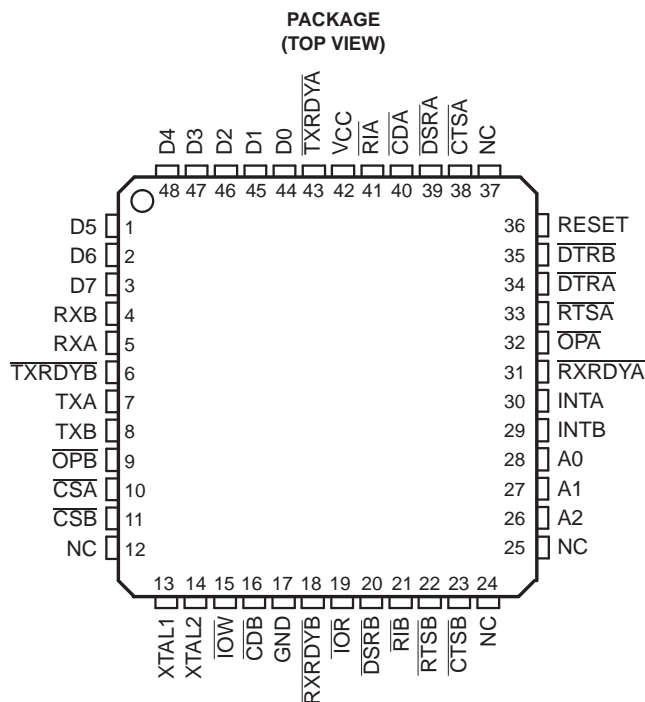 PACKAGE
(TOP VIEW)
D4
D3
D2
D1
D0
TXRDYA
VCC
RIA
CDA
DSRA
CTSA
NC
48 47 46 45 44 43 42 41 40 39 38 37
D5 1
D6 2
D7 3
RXB 4
RXA 5
TXRDYB 6
TXA 7
TXB 8
OPB 9
CSA 10
CSB 11
NC 12
36 RESET
35 DTRB
34 DTRA
33 RTSA
32 OPA
31 RXRDYA
30 INTA
29 INTB
28 A0
27 A1
26 A2
25 NC
13 14 15 16 17 18 19 20 21 22 23 24
XTAL1
XTAL2
IOW
CDB
GND
RXRDYB
IOR
DSRB
RIB
RTSB
CTSB
NC